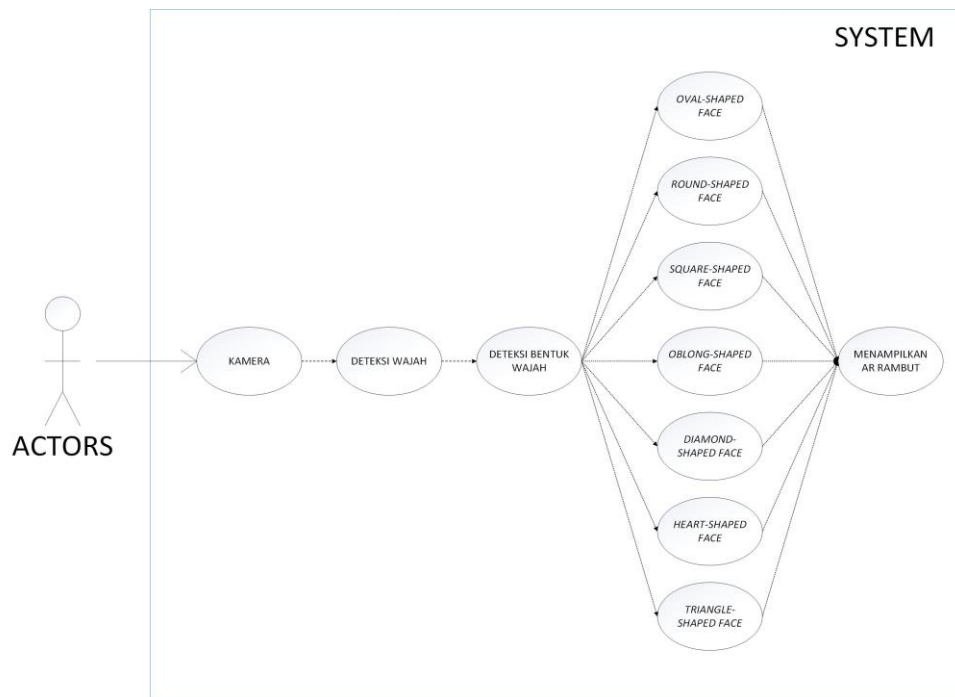 SYSTEM
OVAL-SHAPED
FACE
ROUND-SHAPED
FACE
SQUARE-SHAPED
FACE
KAMERA
DETEKSI WAJAH
DETEKSI BENTUK
WAJAH
OBLONG-SHAPED
FACE
MENAMPILKAN
AR RAMBUT
ACTORS
DIAMOND-
SHAPED FACE
HEART-SHAPED
FACE
TRIANGLE-
SHAPED FACE